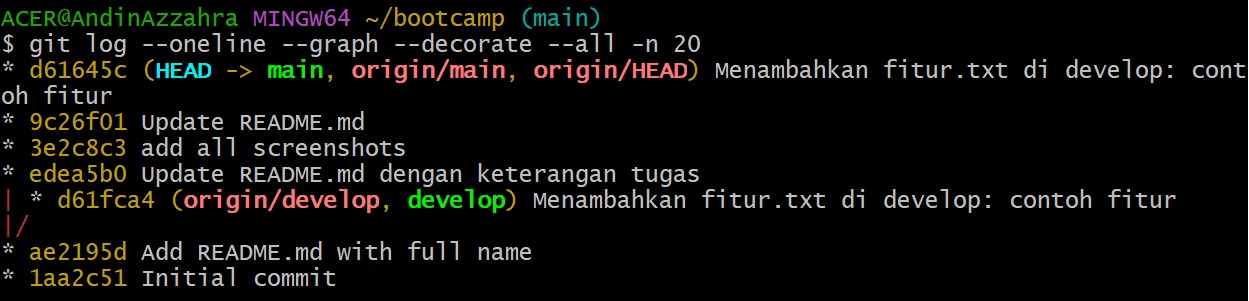 ACER@AndinAzzahra MINGW64 ~/bootcamp (main)
$ git log --oneline --graph --decorate --all -n 20
* d61645c (HEAD -> main, origin/main, origin/HEAD) Menambahkan fitur.txt di develop: cont
oh fitur
* 9c26f01 Update README.md
* 3e2c8c3 add all screenshots
* edea5b0 Update README.md dengan keterangan tugas
| * d61fca4 (origin/develop, develop) Menambahkan fitur.txt di develop: contoh fitur
|/
* ae2195d Add README.md with full name
* 1aa2c51 Initial commit